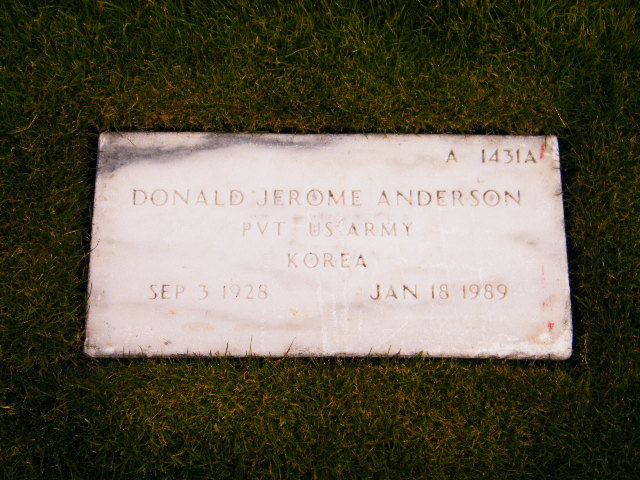 A 1431A
DONALD JEROME ANDERSON
PVT US ARMY
KOREA
SEP 3 1928 JAN 18 1989